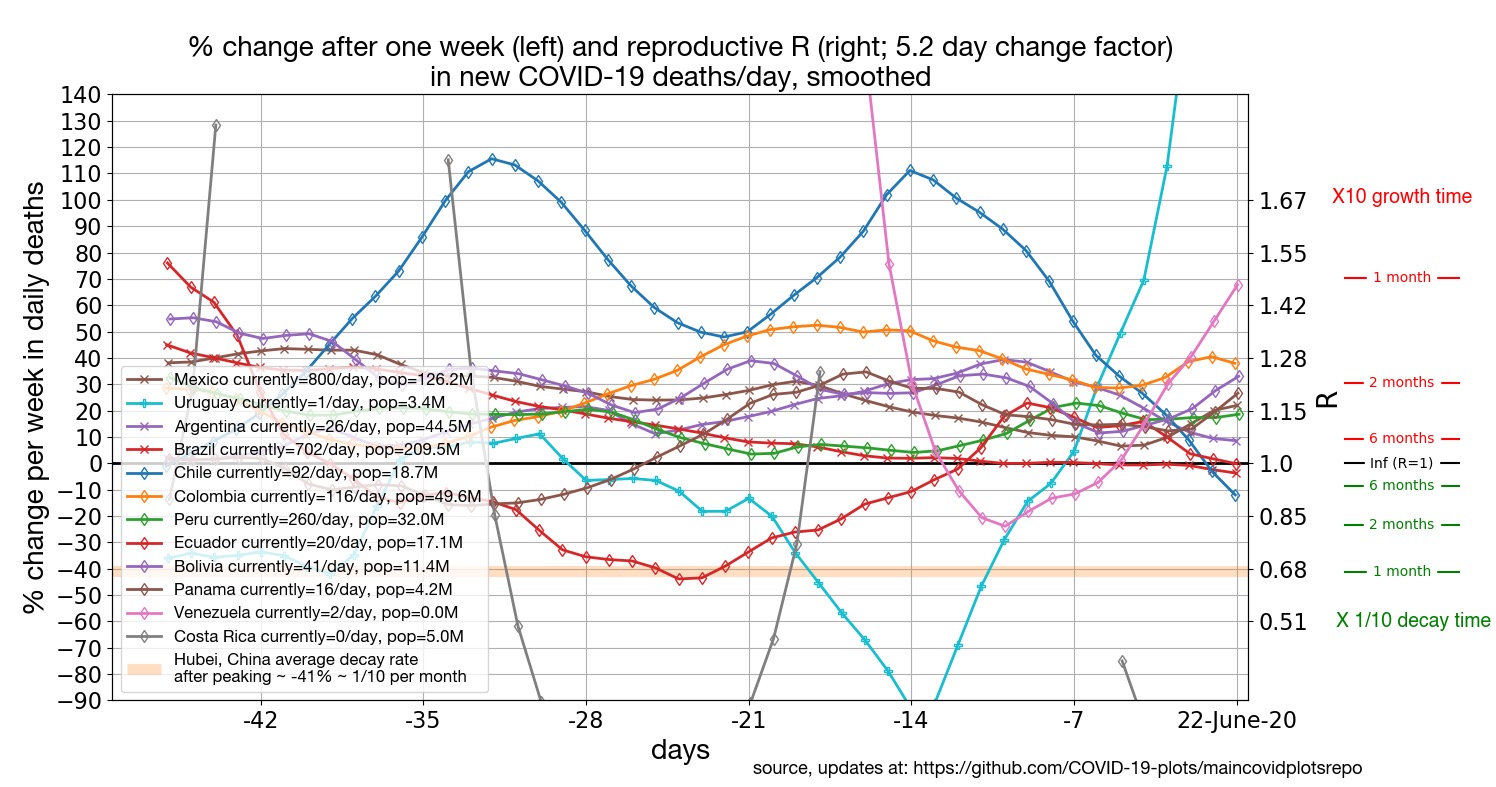 % change after one week (left) and reproductive R (right; 5.2 day change factor)
in new COVID-19 deaths/day, smoothed
% change per week in daily deaths
140
130
120
110
100
90
80
70
60
50
40
30
20
10
0
−10
−20
−30
−40
−50
−60
−70
−80
−90
Mexico currently=800/day, pop=126.2M
Uruguay currently=1/day, pop=3.4M
Argentina currently=26/day, pop=44.5M
Brazil currently=702/day, pop=209.5M
Chile currently=92/day, pop=18.7M
Colombia currently=116/day, pop=49.6M
Peru currently=260/day, pop=32.0M
Ecuador currently=20/day, pop=17.1M
Bolivia currently=41/day, pop=11.4M
Panama currently=16/day, pop=4.2M
Venezuela currently=2/day, pop=0.0M
Costa Rica currently=0/day, pop=5.0M
Hubei, China average decay rate
after peaking ~ -41% ~ 1/10 per month
-42
-35
-28
-21
-14
-7
22-June-20
days
1.67
1.55
1.42
1.28
1.15
1.0
0.85
0.68
0.51
R
X10 growth time
1 month
2 months
6 months
Inf (R=1)
6 months
2 months
1 month
X 1/10 decay time
source, updates at: https://github.com/COVID-19-plots/maincovidplotsrepo